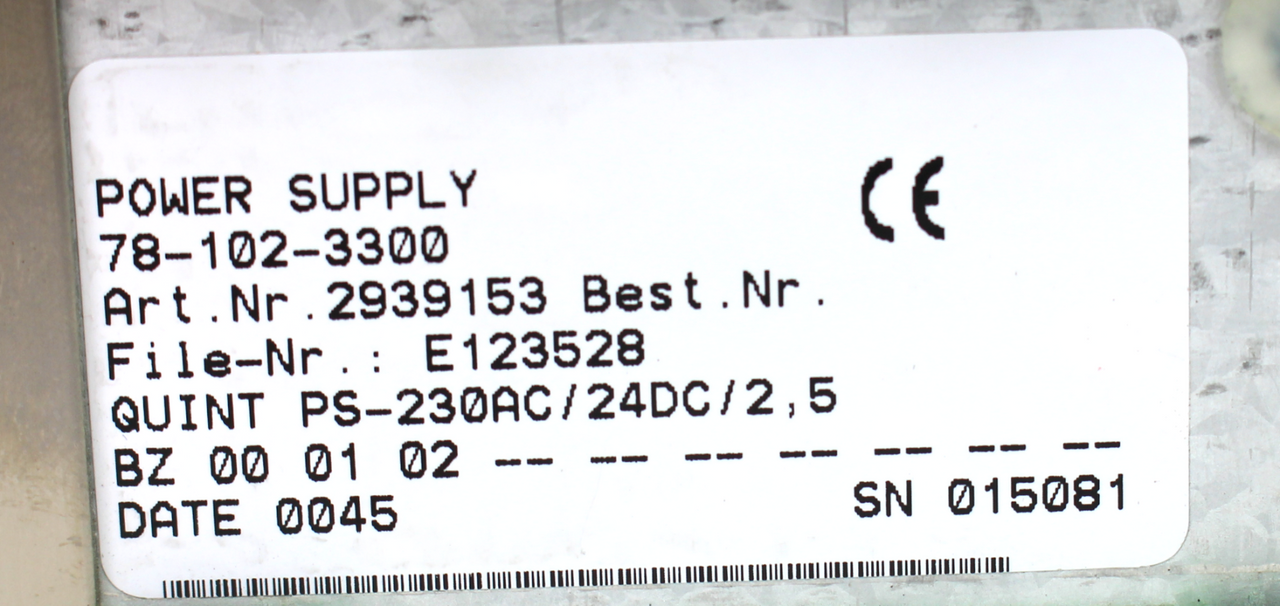 POWER SUPPLY
CE
78-102-3300
Art.Nr.2939153 Best.Nr.
File-Nr.: E123528
QUINT PS-230AC/24DC/2,5
BZ 00 01 02 -- -- -- -- -- -- --
DATE 0045 SN 015081